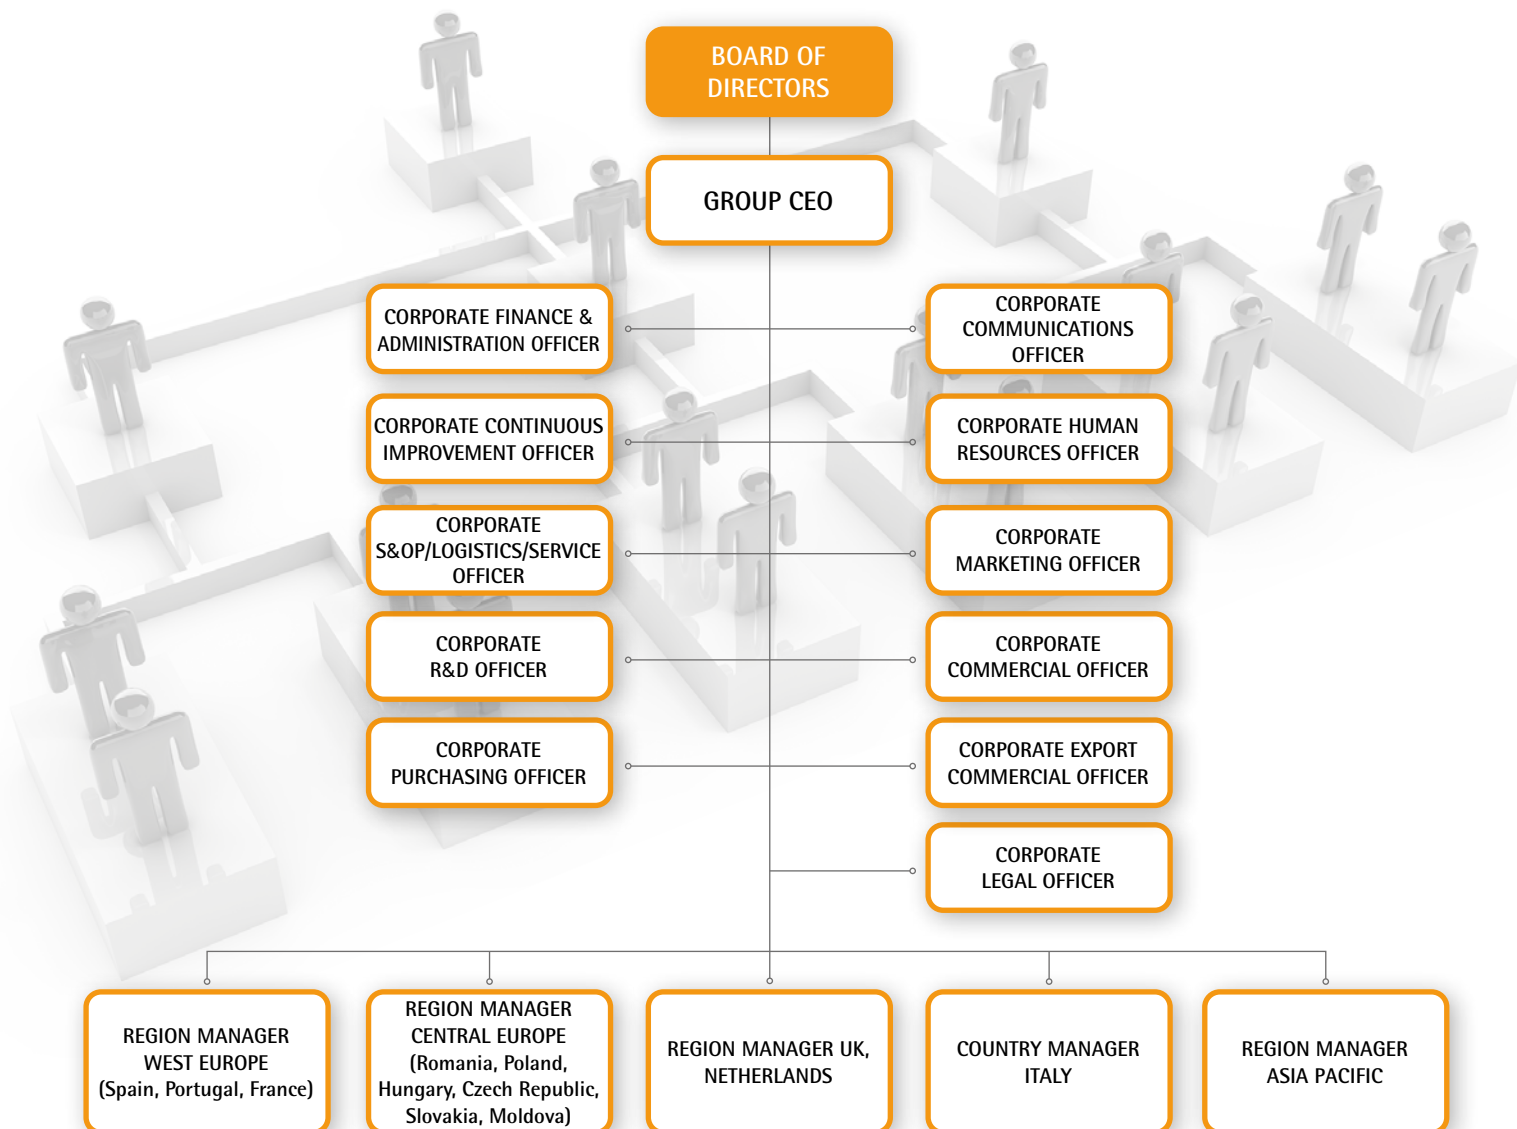 BOARD OF
DIRECTORS
GROUP CEO
CORPORATE FINANCE &
ADMINISTRATION OFFICER
CORPORATE
COMMUNICATIONS
OFFICER
CORPORATE CONTINUOUS
IMPROVEMENT OFFICER
CORPORATE HUMAN
RESOURCES OFFICER
CORPORATE
S&OP/LOGISTICS/SERVICE
OFFICER
CORPORATE
MARKETING OFFICER
CORPORATE
R&D OFFICER
CORPORATE
COMMERCIAL OFFICER
CORPORATE
PURCHASING OFFICER
CORPORATE EXPORT
COMMERCIAL OFFICER
CORPORATE
LEGAL OFFICER
REGION MANAGER
WEST EUROPE
(Spain, Portugal, France)
REGION MANAGER
CENTRAL EUROPE
(Romania, Poland,
Hungary, Czech Republic,
Slovakia, Moldova)
REGION MANAGER UK,
NETHERLANDS
COUNTRY MANAGER
ITALY
REGION MANAGER
ASIA PACIFIC